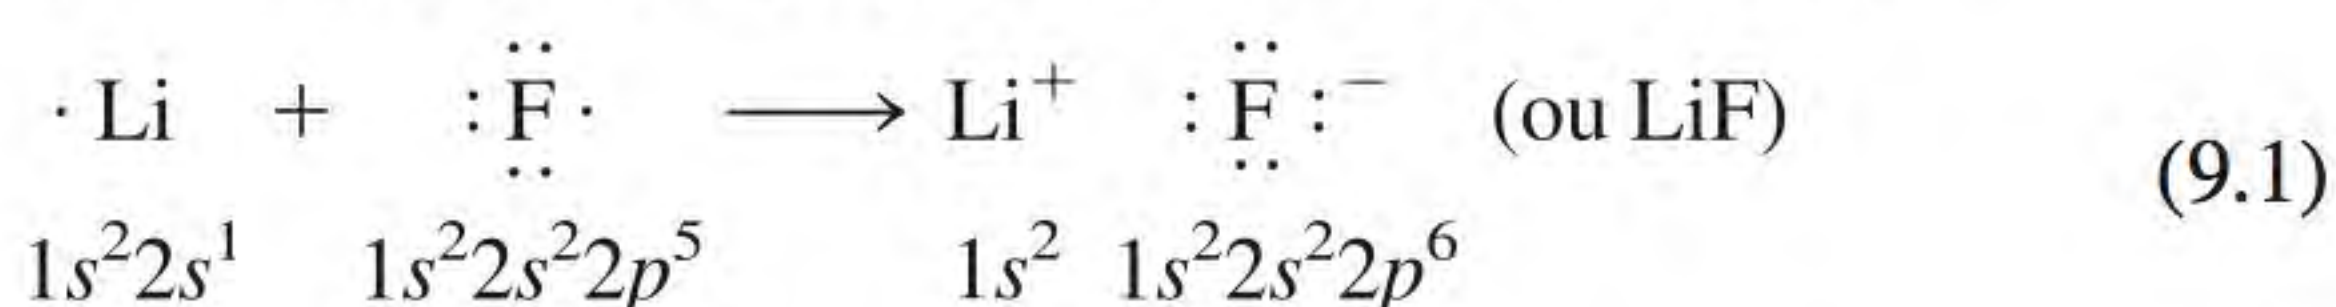 · Li + :F̤̈· ⟶ Li⁺ :F̤̈:⁻ (ou LiF) (9.1)
1s²2s¹ 1s²2s²2p⁵ 1s² 1s²2s²2p⁶